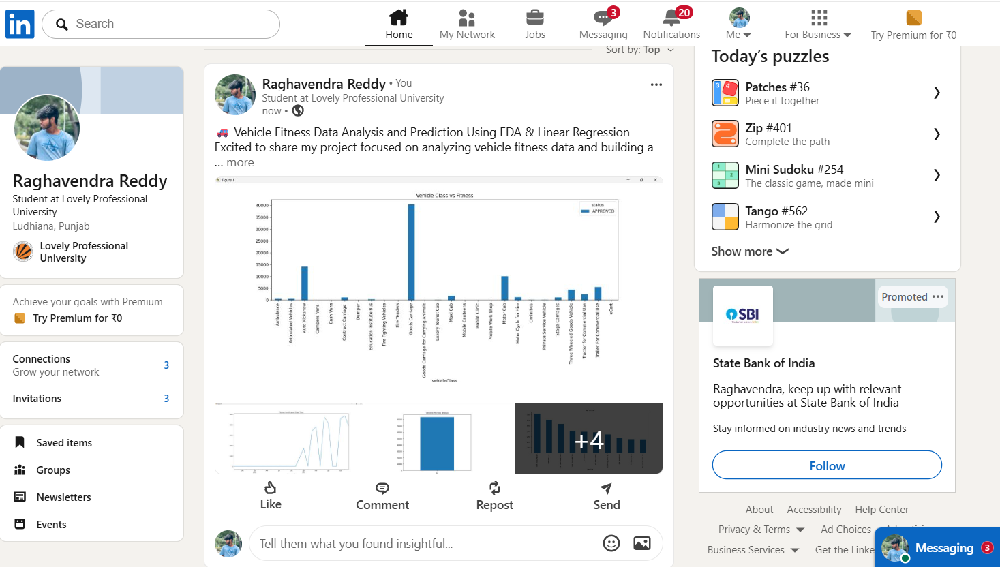 in
Search
Home
My Network
Jobs
3
Messaging
20
Notifications
Me
For Business
Try Premium for ₹0
Raghavendra Reddy
Student at Lovely Professional
University
Ludhiana, Punjab
Lovely Professional
University
Achieve your goals with Premium
Try Premium for ₹0
Connections 3
Grow your network
Invitations 3
Saved items
Groups
Newsletters
Events
Sort by: Top
Raghavendra Reddy • You
Student at Lovely Professional University
now •
Vehicle Fitness Data Analysis and Prediction Using EDA & Linear Regression
Excited to share my project focused on analyzing vehicle fitness data and building a
... more
Figure 1
Vehicle Class vs Fitness
status
APPROVED
40000
35000
30000
25000
20000
15000
10000
5000
0
Ambulance
Articulated Vehicles
Auto Rickshaw
Campers Vans
Cash Vans
Contract Carriage
Dumper
Education Institute Bus
Fire Fighting Vehicles
Fire Tenders
Goods Carriage
Goods Carriage for Carrying Animals
Luxury Tourist Cab
Maxi Cab
Mobile Canteens
Mobile Clinic
Mobile Work Shop
Motor Cab
Motor Cycle for Hire
Omnibus
Private Service Vehicle
Stage Carriages
Three Wheeled Goods Vehicle
Tractor for Commercial Use
Trailer For Commercial Use
eCart
vehicleClass
+4
Like
Comment
Repost
Send
Tell them what you found insightful...
Today's puzzles
3 4
Patches #36
Piece it together
Zip #401
Complete the path
1
2
3
Mini Sudoku #254
The classic game, made mini
Tango #562
Harmonize the grid
Show more
Promoted
SBI
State Bank of India
Raghavendra, keep up with relevant
opportunities at State Bank of India
Stay informed on industry news and trends
Follow
About Accessibility Help Center
Privacy & Terms Ad Choices
Business Services Get the
Messaging 3